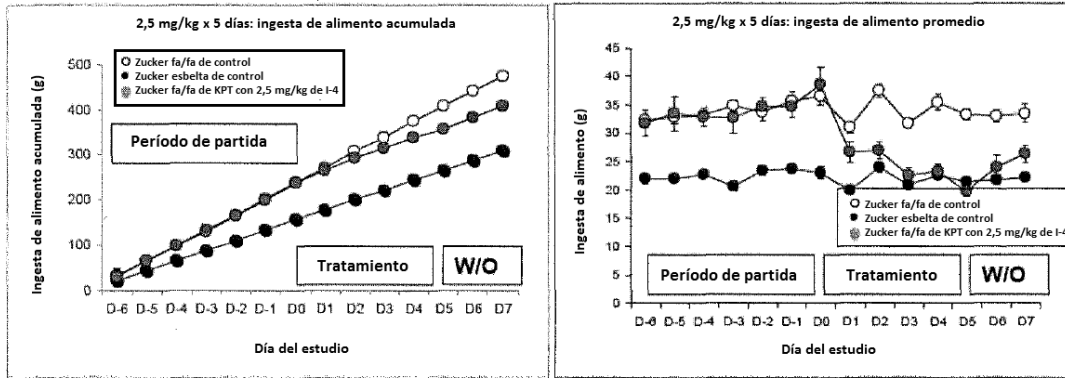 2,5 mg/kg x 5 días: ingesta de alimento acumulada
Ingesta de alimento acumulada (g)
500
400
300
200
100
0
Zucker fa/fa de control
Zucker esbelta de control
Zucker fa/fa de KPT con 2,5 mg/kg de I-4
Período de partida
Tratamiento
W/O
D-6 D-5 D-4 D-3 D-2 D-1 D0 D1 D2 D3 D4 D5 D6 D7
Día del estudio
2,5 mg/kg x 5 días: ingesta de alimento promedio
Ingesta de alimento (g)
45
40
35
30
25
20
15
10
5
0
Zucker fa/fa de control
Zucker esbelta de control
Zucker fa/fa de KPT con 2,5 mg/kg de I-4
Período de partida
Tratamiento
W/O
D-6 D-5 D-4 D-3 D-2 D-1 D0 D1 D2 D3 D4 D5 D6 D7
Día del estudio